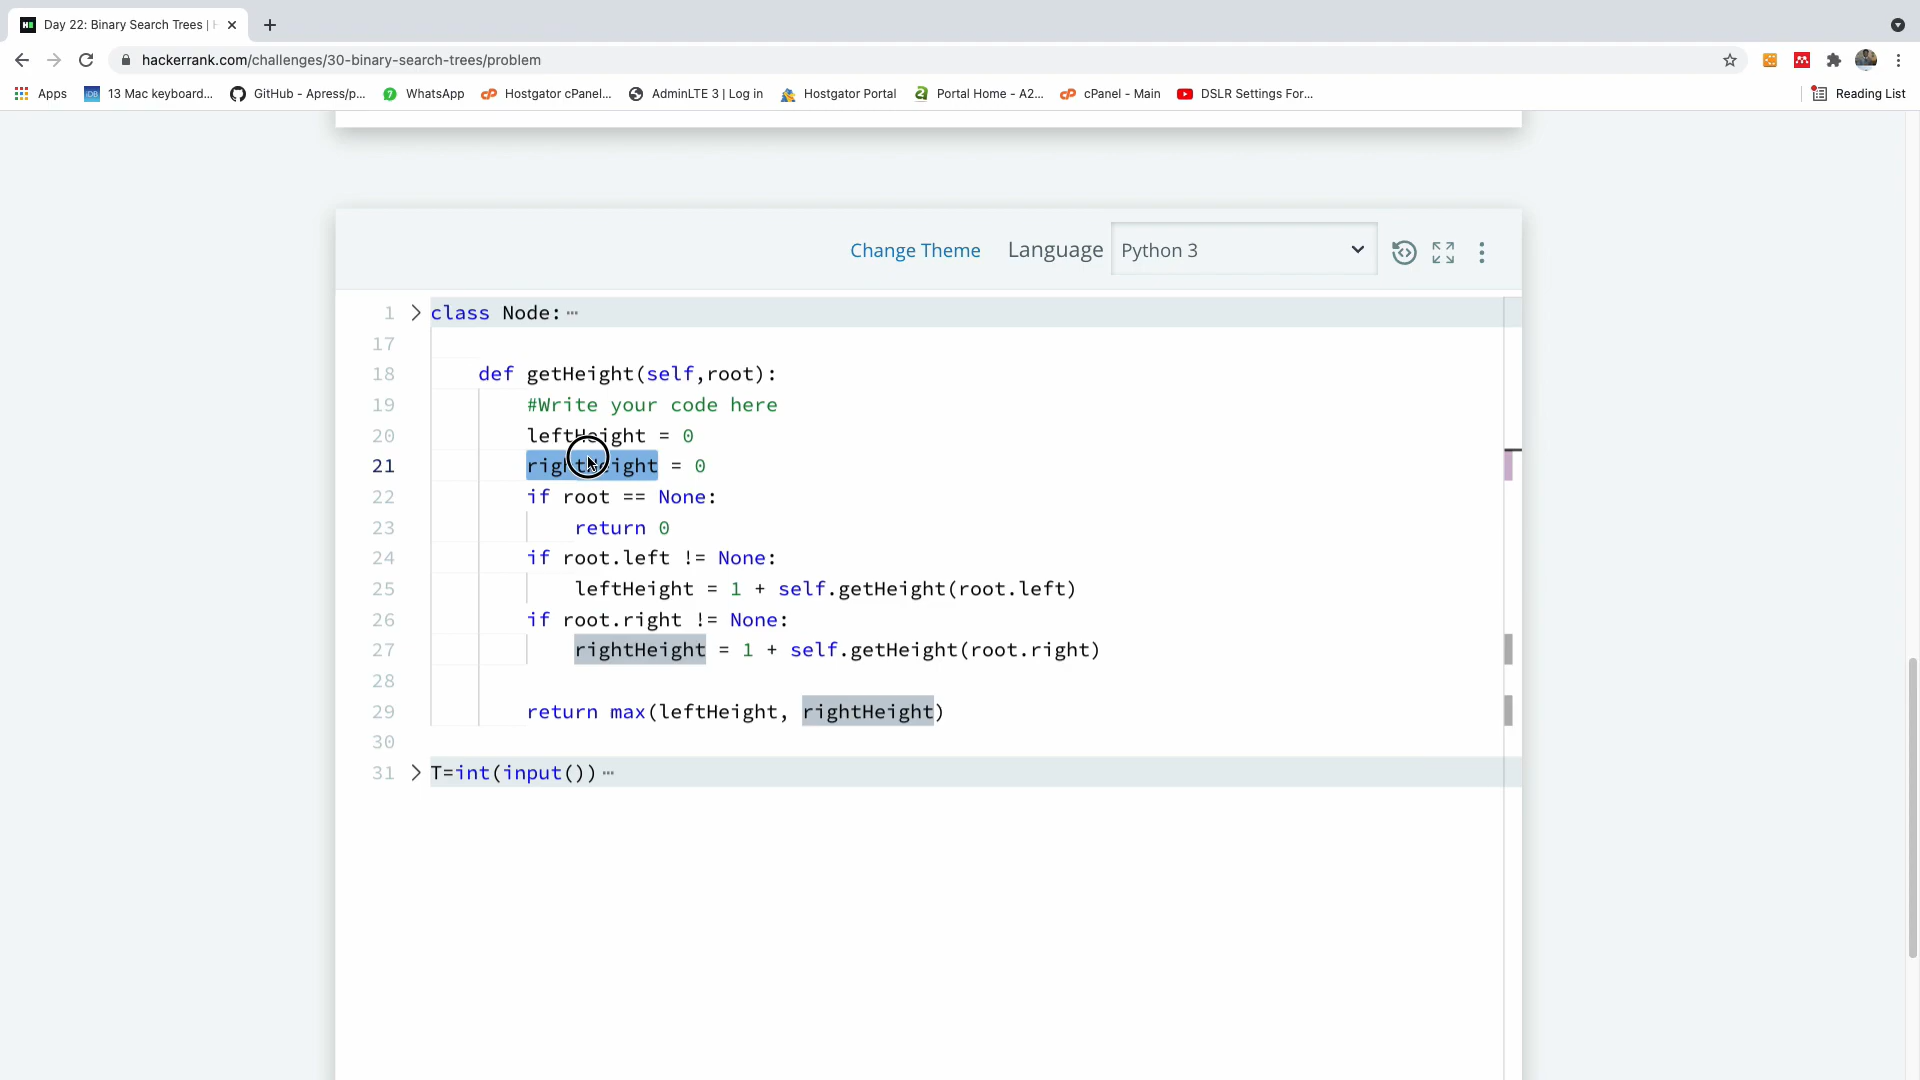 Day 22: Binary Search Trees |
hackerrank.com/challenges/30-binary-search-trees/problem
Apps 13 Mac keyboard... GitHub - Apress/p... WhatsApp Hostgator cPanel... AdminLTE 3 | Log in Hostgator Portal Portal Home - A2... cPanel - Main DSLR Settings For... Reading List
Change Theme Language Python 3
1 class Node:
17
18 def getHeight(self,root):
19 #Write your code here
20 leftHeight = 0
21 rightHeight = 0
22 if root == None:
23 return 0
24 if root.left != None:
25 leftHeight = 1 + self.getHeight(root.left)
26 if root.right != None:
27 rightHeight = 1 + self.getHeight(root.right)
28
29 return max(leftHeight, rightHeight)
30
31 T=int(input())